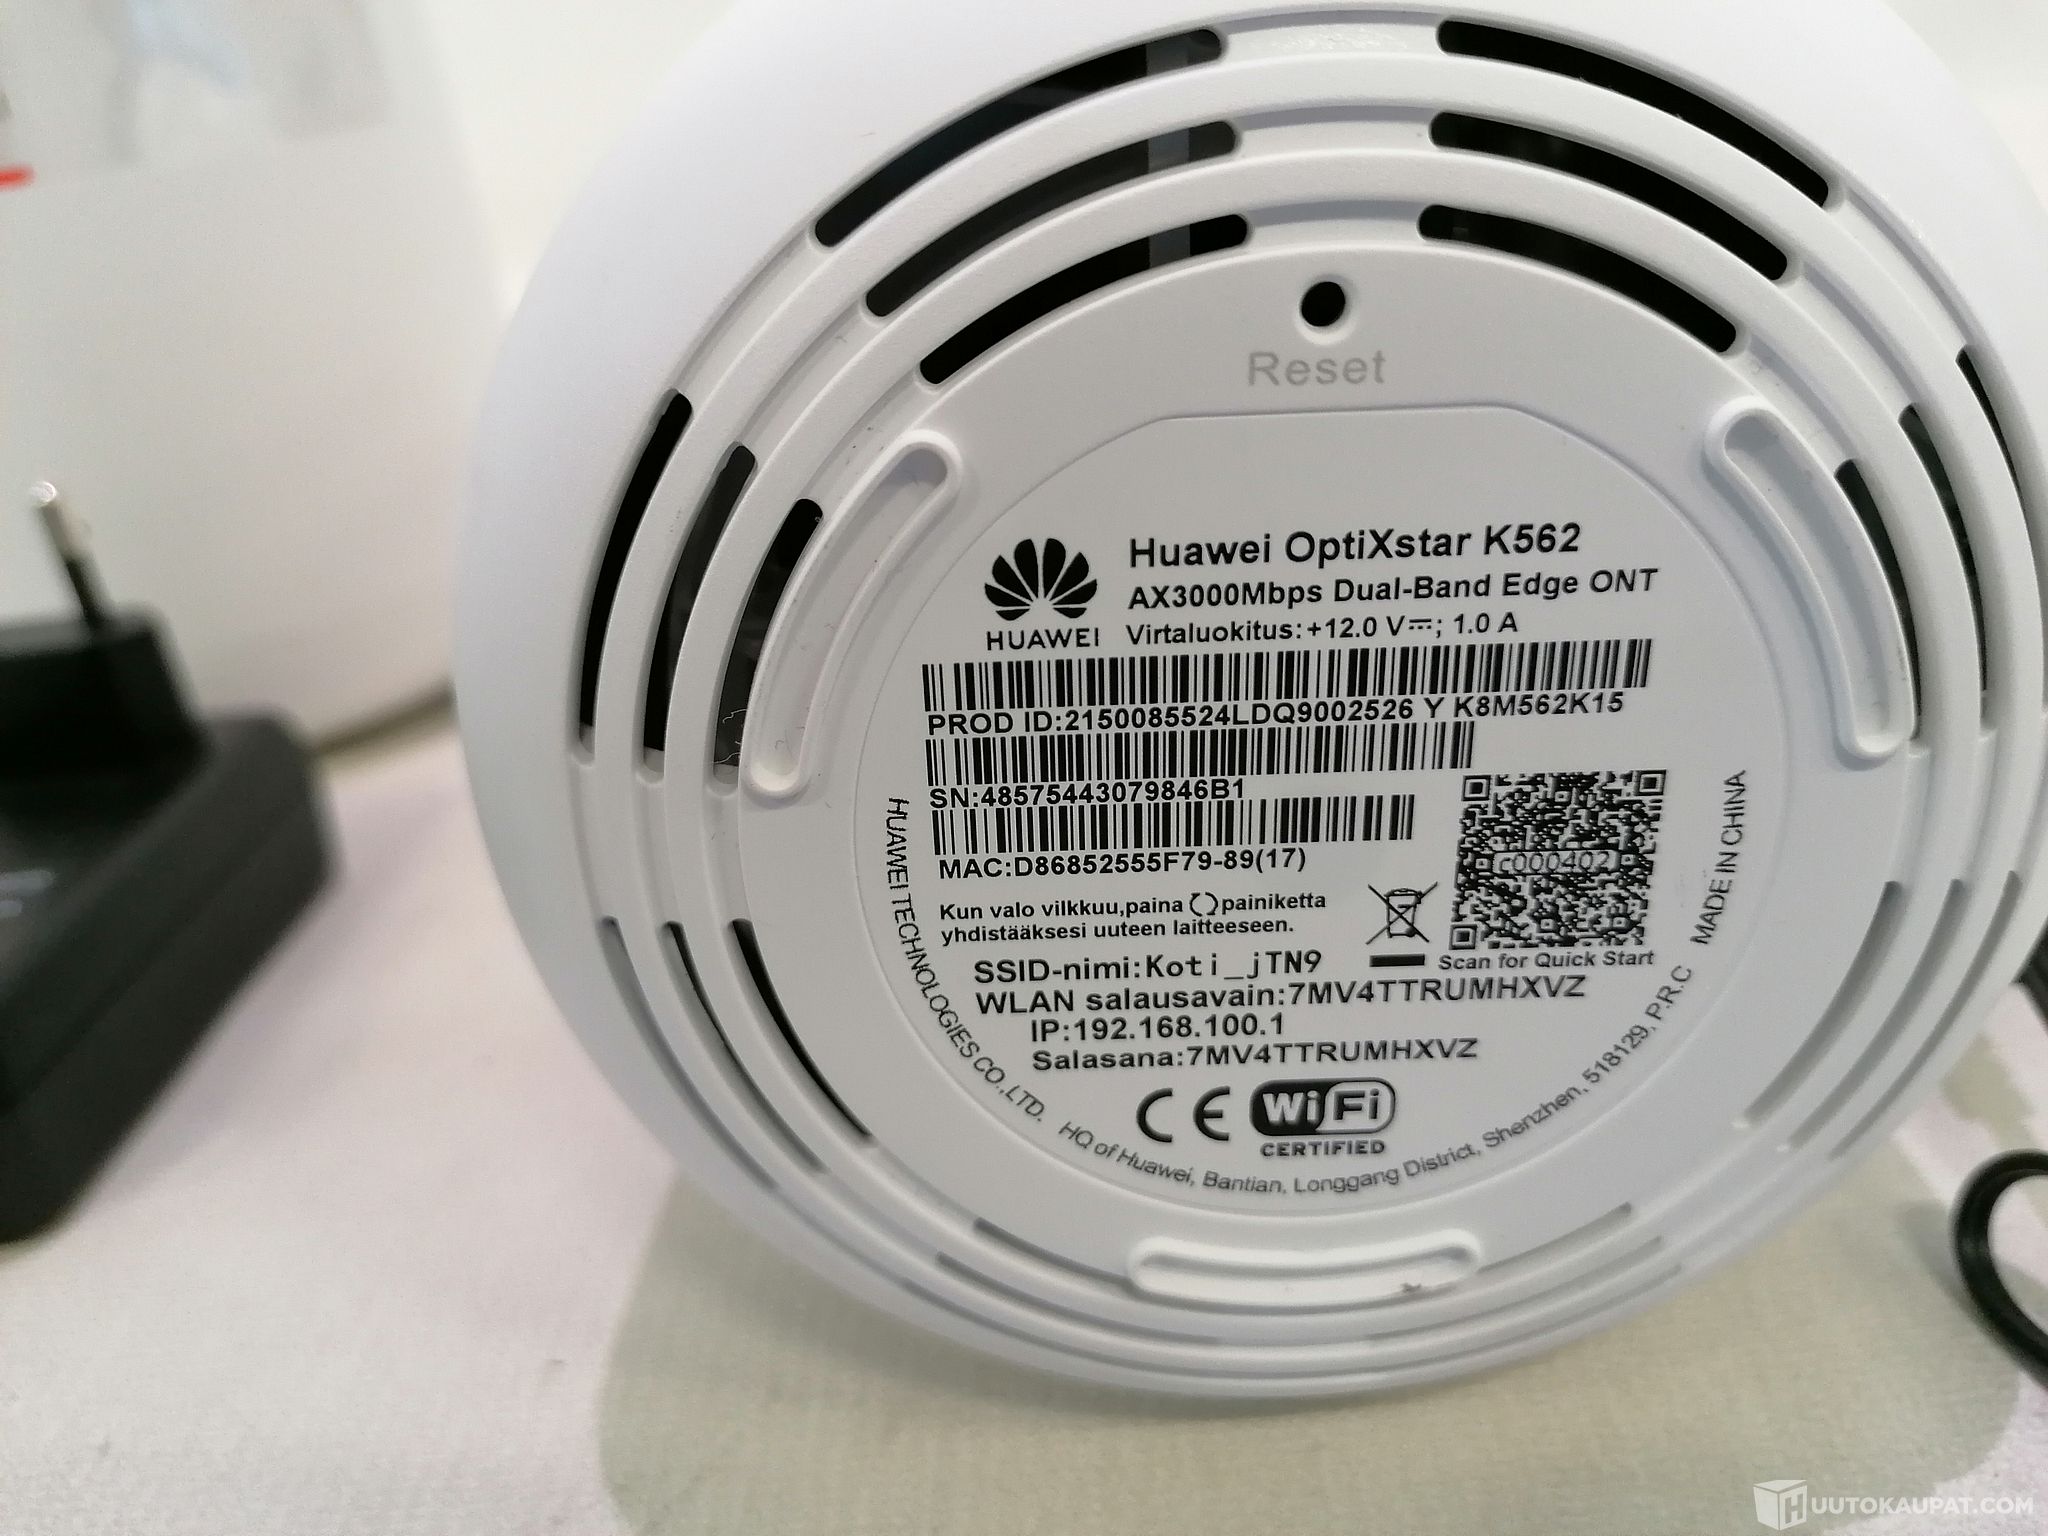 Reset
Huawei OptiXstar K562
AX3000Mbps Dual-Band Edge ONT
HUAWEI
Virtaluokitus:+12.0 V⎓; 1.0 A
PROD ID:2150085524LDQ9002526 Y K8M562K15
SN:48575443079846B1
MAC:D86852555F79-89(17)
c000402
Kun valo vilkkuu,paina painiketta
yhdistääksesi uuteen laitteeseen.
Scan for Quick Start
SSID-nimi:Koti_jTN9
WLAN salausavain:7MV4TTRUMHXVZ
IP:192.168.100.1
Salasana:7MV4TTRUMHXVZ
CE WiFi
CERTIFIED
HUAWEI TECHNOLOGIES CO.,LTD. HQ of Huawei, Bantian, Longgang District, Shenzhen, 518129, P.R.C MADE IN CHINA
HUUTOKAUPAT.COM